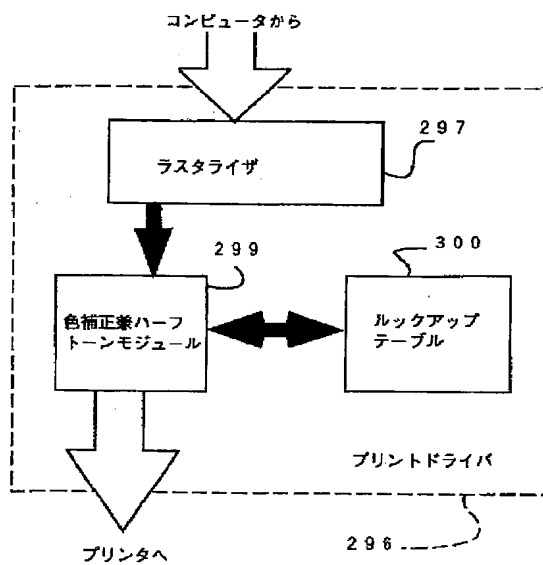 コンピュータから
297
ラスタライザ
299
300
色補正兼ハーフ
トーンモジュール
ルックアップ
テーブル
プリントドライバ
296
プリンタへ